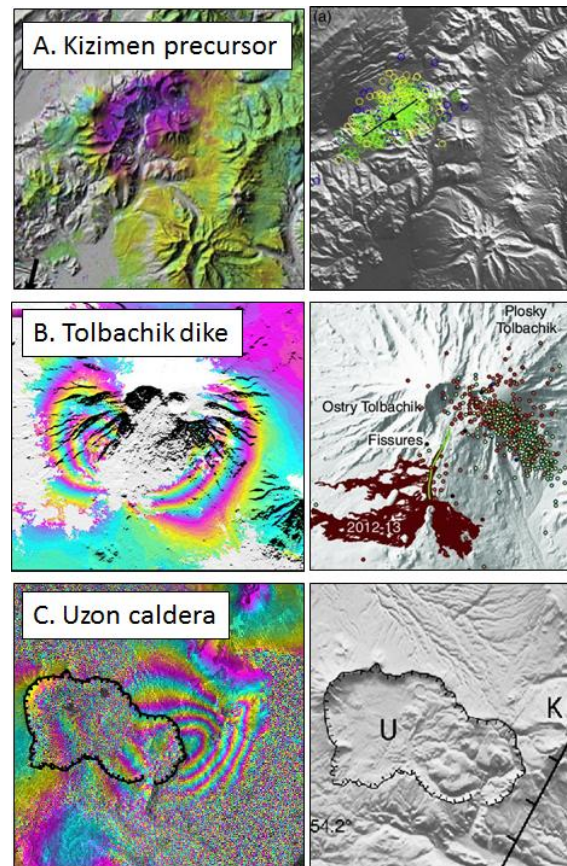 A. Kizimen precursor
(a)
B. Tolbachik dike
Plosky
Tolbachik
Ostry Tolbachik
Fissures
2012-13
C. Uzon caldera
U
K
54.2°